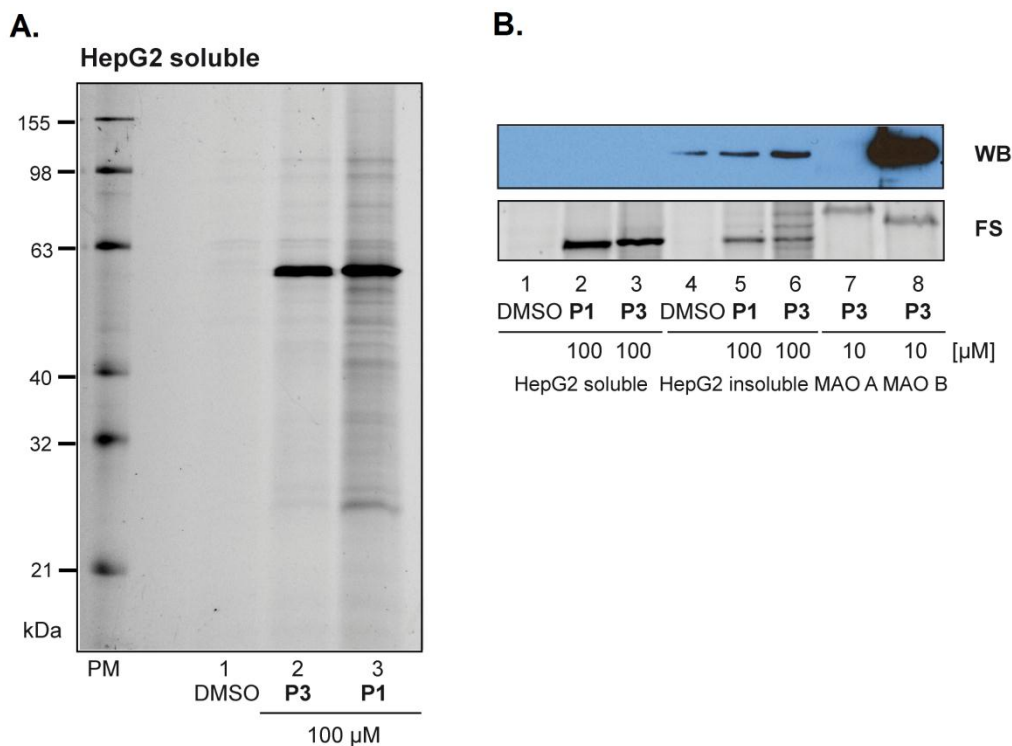 A.
HepG2 soluble
155
98
63
40
32
21
kDa
PM 1 2 3
DMSO P3 P1
100 µM
B.
WB
FS
1 2 3 4 5 6 7 8
DMSO P1 P3 DMSO P1 P3 P3 P3
100 100 100 100 10 10 [µM]
HepG2 soluble HepG2 insoluble MAO A MAO B